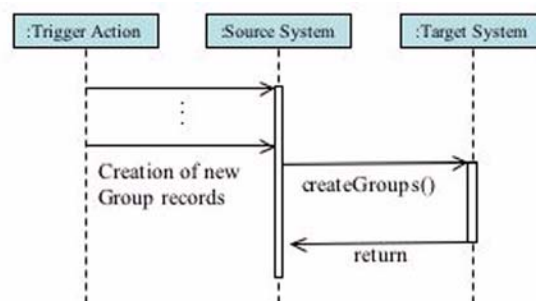 :Trigger Action
:Source System
:Target System
Creation of new
Group records
createGroups()
return